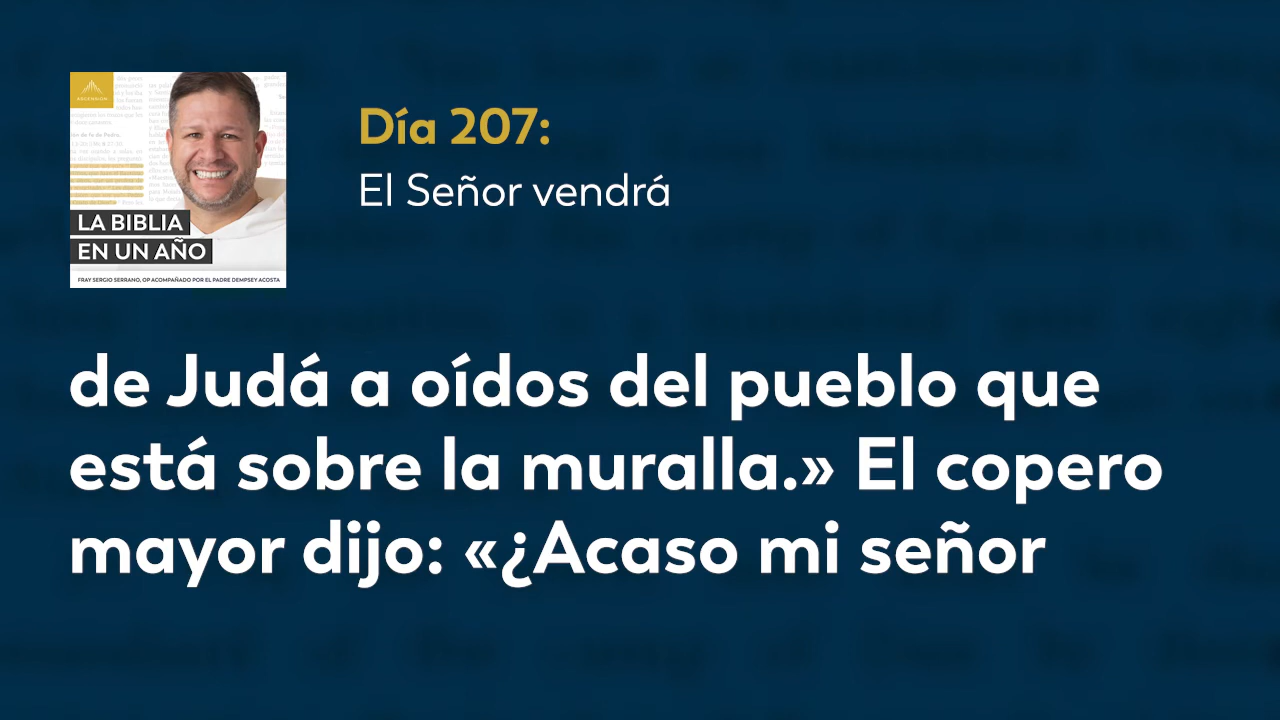 ASCENSION
LA BIBLIA
EN UN AÑO
FRAY SERGIO SERRANO, OP ACOMPAÑADO POR EL PADRE DEMPSEY ACOSTA
Día 207:
El Señor vendrá
de Judá a oídos del pueblo que
está sobre la muralla.» El copero
mayor dijo: «¿Acaso mi señor